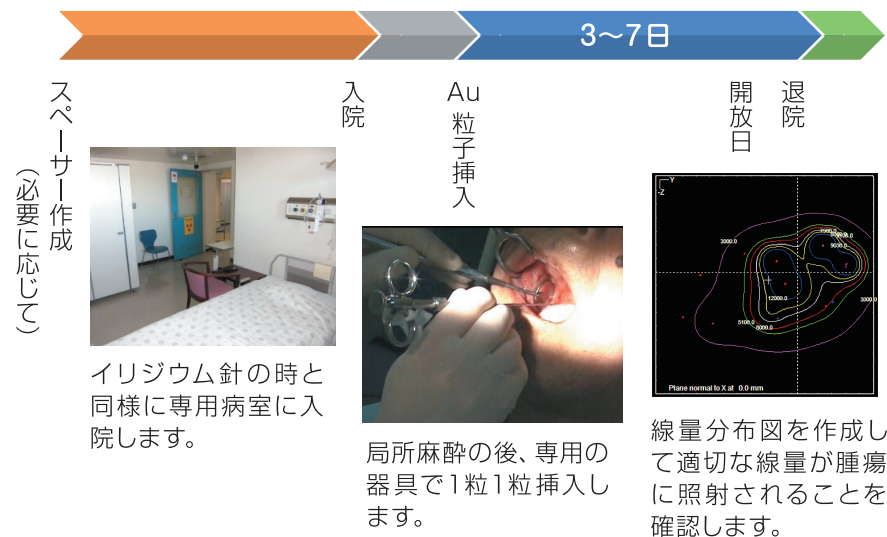 3〜7日
スペーサー作成
（必要に応じて）
入院
Au粒子挿入
開放日
退院
イリジウム針の時と
同様に専用病室に入
院します。
局所麻酔の後、専用の
器具で1粒1粒挿入し
ます。
Y
-Z
3000.0
9000.0
12000.0
3000.0
5100.0
6000.0
Plane normal to X at 0.0 mm
線量分布図を作成し
て適切な線量が腫瘍
に照射されることを
確認します。